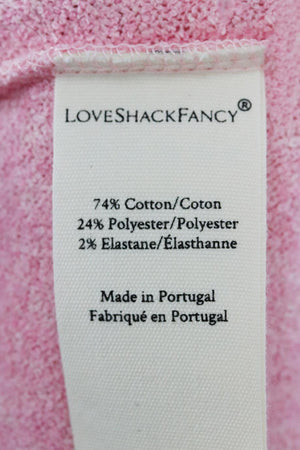 LOVESHACKFANCY®
74% Cotton/Coton
24% Polyester/Polyester
2% Elastane/Élasthanne
Made in Portugal
Fabriqué en Portugal